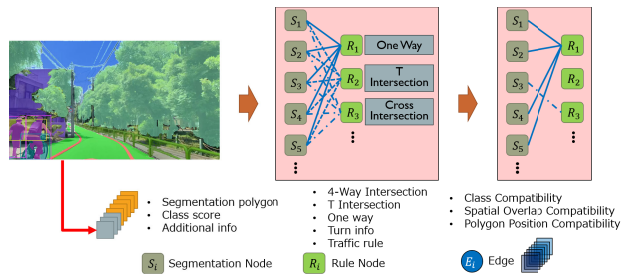 S1
S2
S3
S4
S5
R1
R2
R3
One Way
T
Intersection
Cross
Intersection
S1
S2
S3
S4
S5
R1
R2
R3
• Segmentation polygon
• Class score
• Additional info
• 4-Way Intersection
• T Intersection
• One way
• Turn info
• Traffic rule
• Class Compatibility
• Spatial Overlap Compatibility
• Polygon Position Compatibility
Si Segmentation Node
Ri Rule Node
Ei Edge